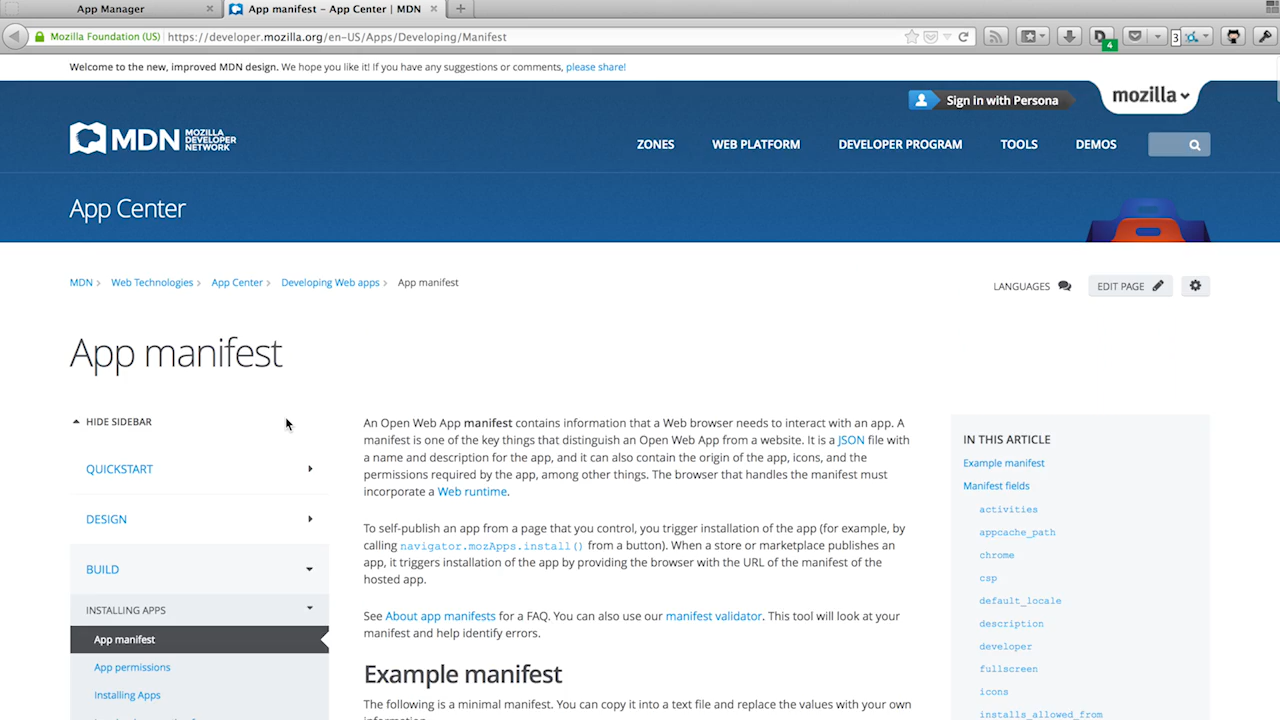 App Manager
App manifest – App Center | MDN
Mozilla Foundation (US)
https://developer.mozilla.org/en-US/Apps/Developing/Manifest
4
3
Welcome to the new, improved MDN design. We hope you like it! If you have any suggestions or comments, please share!
Sign in with Persona
mozilla
MDN MOZILLA DEVELOPER NETWORK
ZONES
WEB PLATFORM
DEVELOPER PROGRAM
TOOLS
DEMOS
App Center
MDN › Web Technologies › App Center › Developing Web apps › App manifest
LANGUAGES
EDIT PAGE
App manifest
HIDE SIDEBAR
QUICKSTART
DESIGN
BUILD
INSTALLING APPS
App manifest
App permissions
Installing Apps
An Open Web App manifest contains information that a Web browser needs to interact with an app. A
manifest is one of the key things that distinguish an Open Web App from a website. It is a JSON file with
a name and description for the app, and it can also contain the origin of the app, icons, and the
permissions required by the app, among other things. The browser that handles the manifest must
incorporate a Web runtime.
To self-publish an app from a page that you control, you trigger installation of the app (for example, by
calling navigator.mozApps.install() from a button). When a store or marketplace publishes an
app, it triggers installation of the app by providing the browser with the URL of the manifest of the
hosted app.
See About app manifests for a FAQ. You can also use our manifest validator. This tool will look at your
manifest and help identify errors.
Example manifest
The following is a minimal manifest. You can copy it into a text file and replace the values with your own
IN THIS ARTICLE
Example manifest
Manifest fields
activities
appcache_path
chrome
csp
default_locale
description
developer
fullscreen
icons
installs_allowed_from